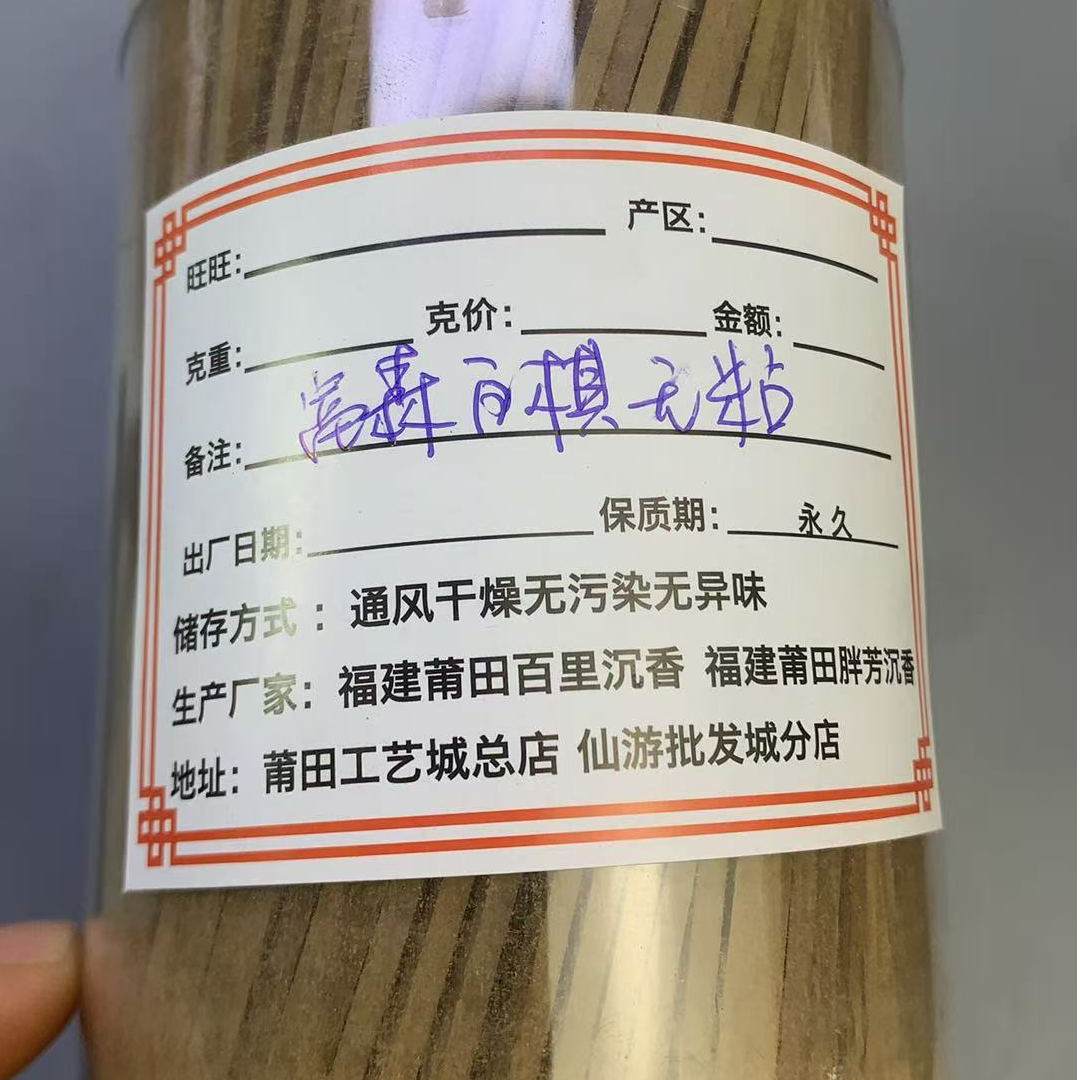 旺旺： 产区：
克重： 克价： 金额：
富森百棋无粘
备注：
出厂日期： 保质期： 永久
储存方式 ： 通风干燥无污染无异味
生产厂家： 福建莆田百里沉香 福建莆田胖芳沉香
地址： 莆田工艺城总店 仙游批发城分店